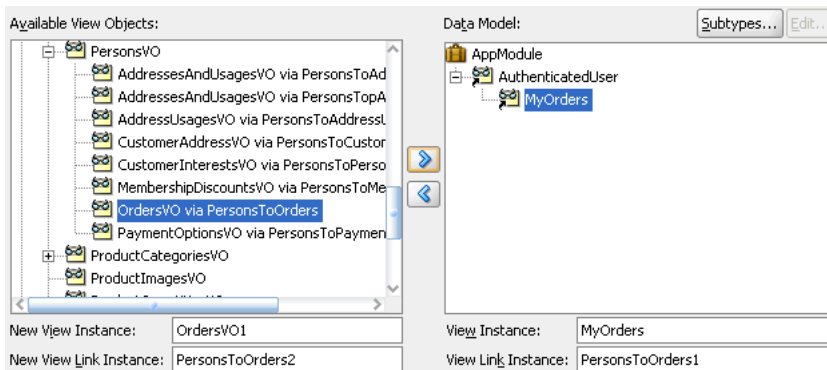 Available View Objects:
PersonsVO
AddressesAndUsagesVO via PersonsToAd
AddressesAndUsagesVO via PersonsTopA
AddressUsagesVO via PersonsToAddress
CustomerAddressVO via PersonsToCustor
CustomerInterestsVO via PersonsToPerso
MembershipDiscountsVO via PersonsToMe
OrdersVO via PersonsToOrders
PaymentOptionsVO via PersonsToPaymen
ProductCategoriesVO
ProductImagesVO
New View Instance: OrdersVO1
New View Link Instance: PersonsToOrders2
Data Model: Subtypes... Edit...
AppModule
AuthenticatedUser
MyOrders
View Instance: MyOrders
View Link Instance: PersonsToOrders1